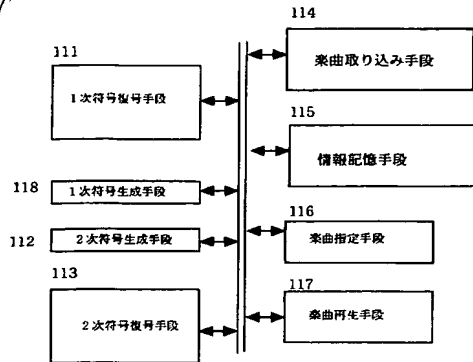 114
楽曲取り込み手段
111
1次符号復号手段
115
情報記憶手段
118
1次符号生成手段
116
楽曲指定手段
112
2次符号生成手段
113
2次符号復号手段
117
楽曲再生手段